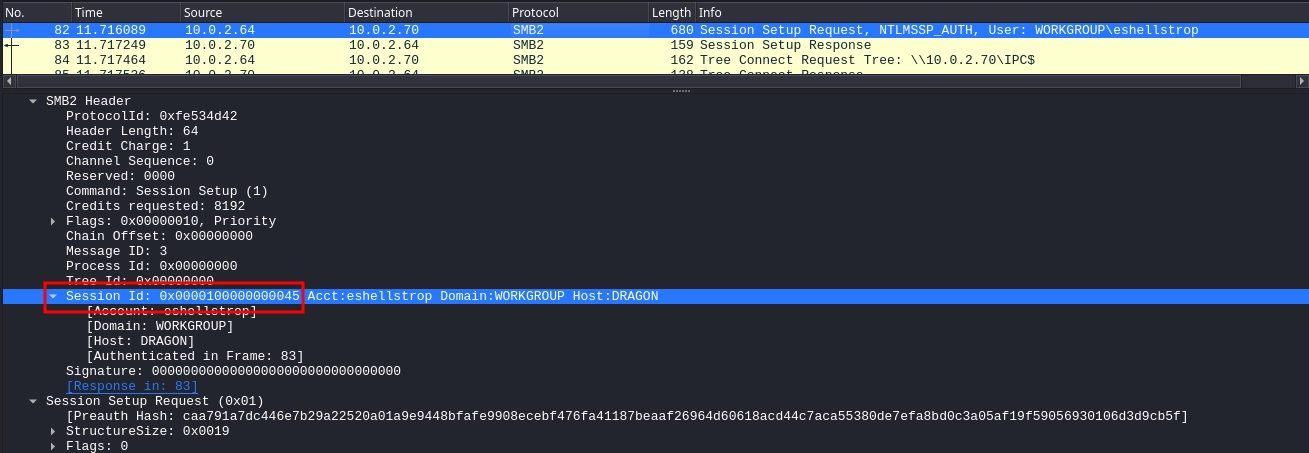 No. Time Source Destination Protocol Length Info
82 11.716089 10.0.2.64 10.0.2.70 SMB2 680 Session Setup Request, NTLMSSP_AUTH, User: WORKGROUP\eshellstrop
83 11.717249 10.0.2.70 10.0.2.64 SMB2 159 Session Setup Response
84 11.717464 10.0.2.64 10.0.2.70 SMB2 162 Tree Connect Request Tree: \\10.0.2.70\IPC$
85 11.717536 10.0.2.70 10.0.2.64 SMB2 138 Tree Connect Response
SMB2 Header
ProtocolId: 0xfe534d42
Header Length: 64
Credit Charge: 1
Channel Sequence: 0
Reserved: 0000
Command: Session Setup (1)
Credits requested: 8192
Flags: 0x00000010, Priority
Chain Offset: 0x00000000
Message ID: 3
Process Id: 0x00000000
Tree Id: 0x00000000
Session Id: 0x0000100000000045 Acct:eshellstrop Domain:WORKGROUP Host:DRAGON
[Account: eshellstrop]
[Domain: WORKGROUP]
[Host: DRAGON]
[Authenticated in Frame: 83]
Signature: 00000000000000000000000000000000
[Response in: 83]
Session Setup Request (0x01)
[Preauth Hash: caa791a7dc446e7b29a22520a01a9e9448bfafe9908ecebf476fa41187beaaf26964d60618acd44c7aca55380de7efa8bd0c3a05af19f59056930106d3d9cb5f]
StructureSize: 0x0019
Flags: 0